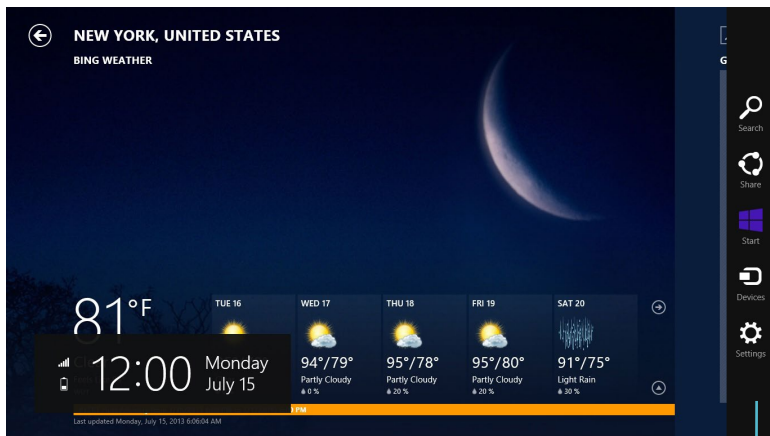 NEW YORK, UNITED STATES
BING WEATHER
G
Search
Share
Start
Devices
Settings
81°F
TUE 16
WED 17
94°/79°
Partly Cloudy
0 %
THU 18
95°/78°
Partly Cloudy
20 %
FRI 19
95°/80°
Partly Cloudy
20 %
SAT 20
91°/75°
Light Rain
30 %
12:00
Monday
July 15
PM
Last updated Monday, July 15, 2013 6:06:04 AM